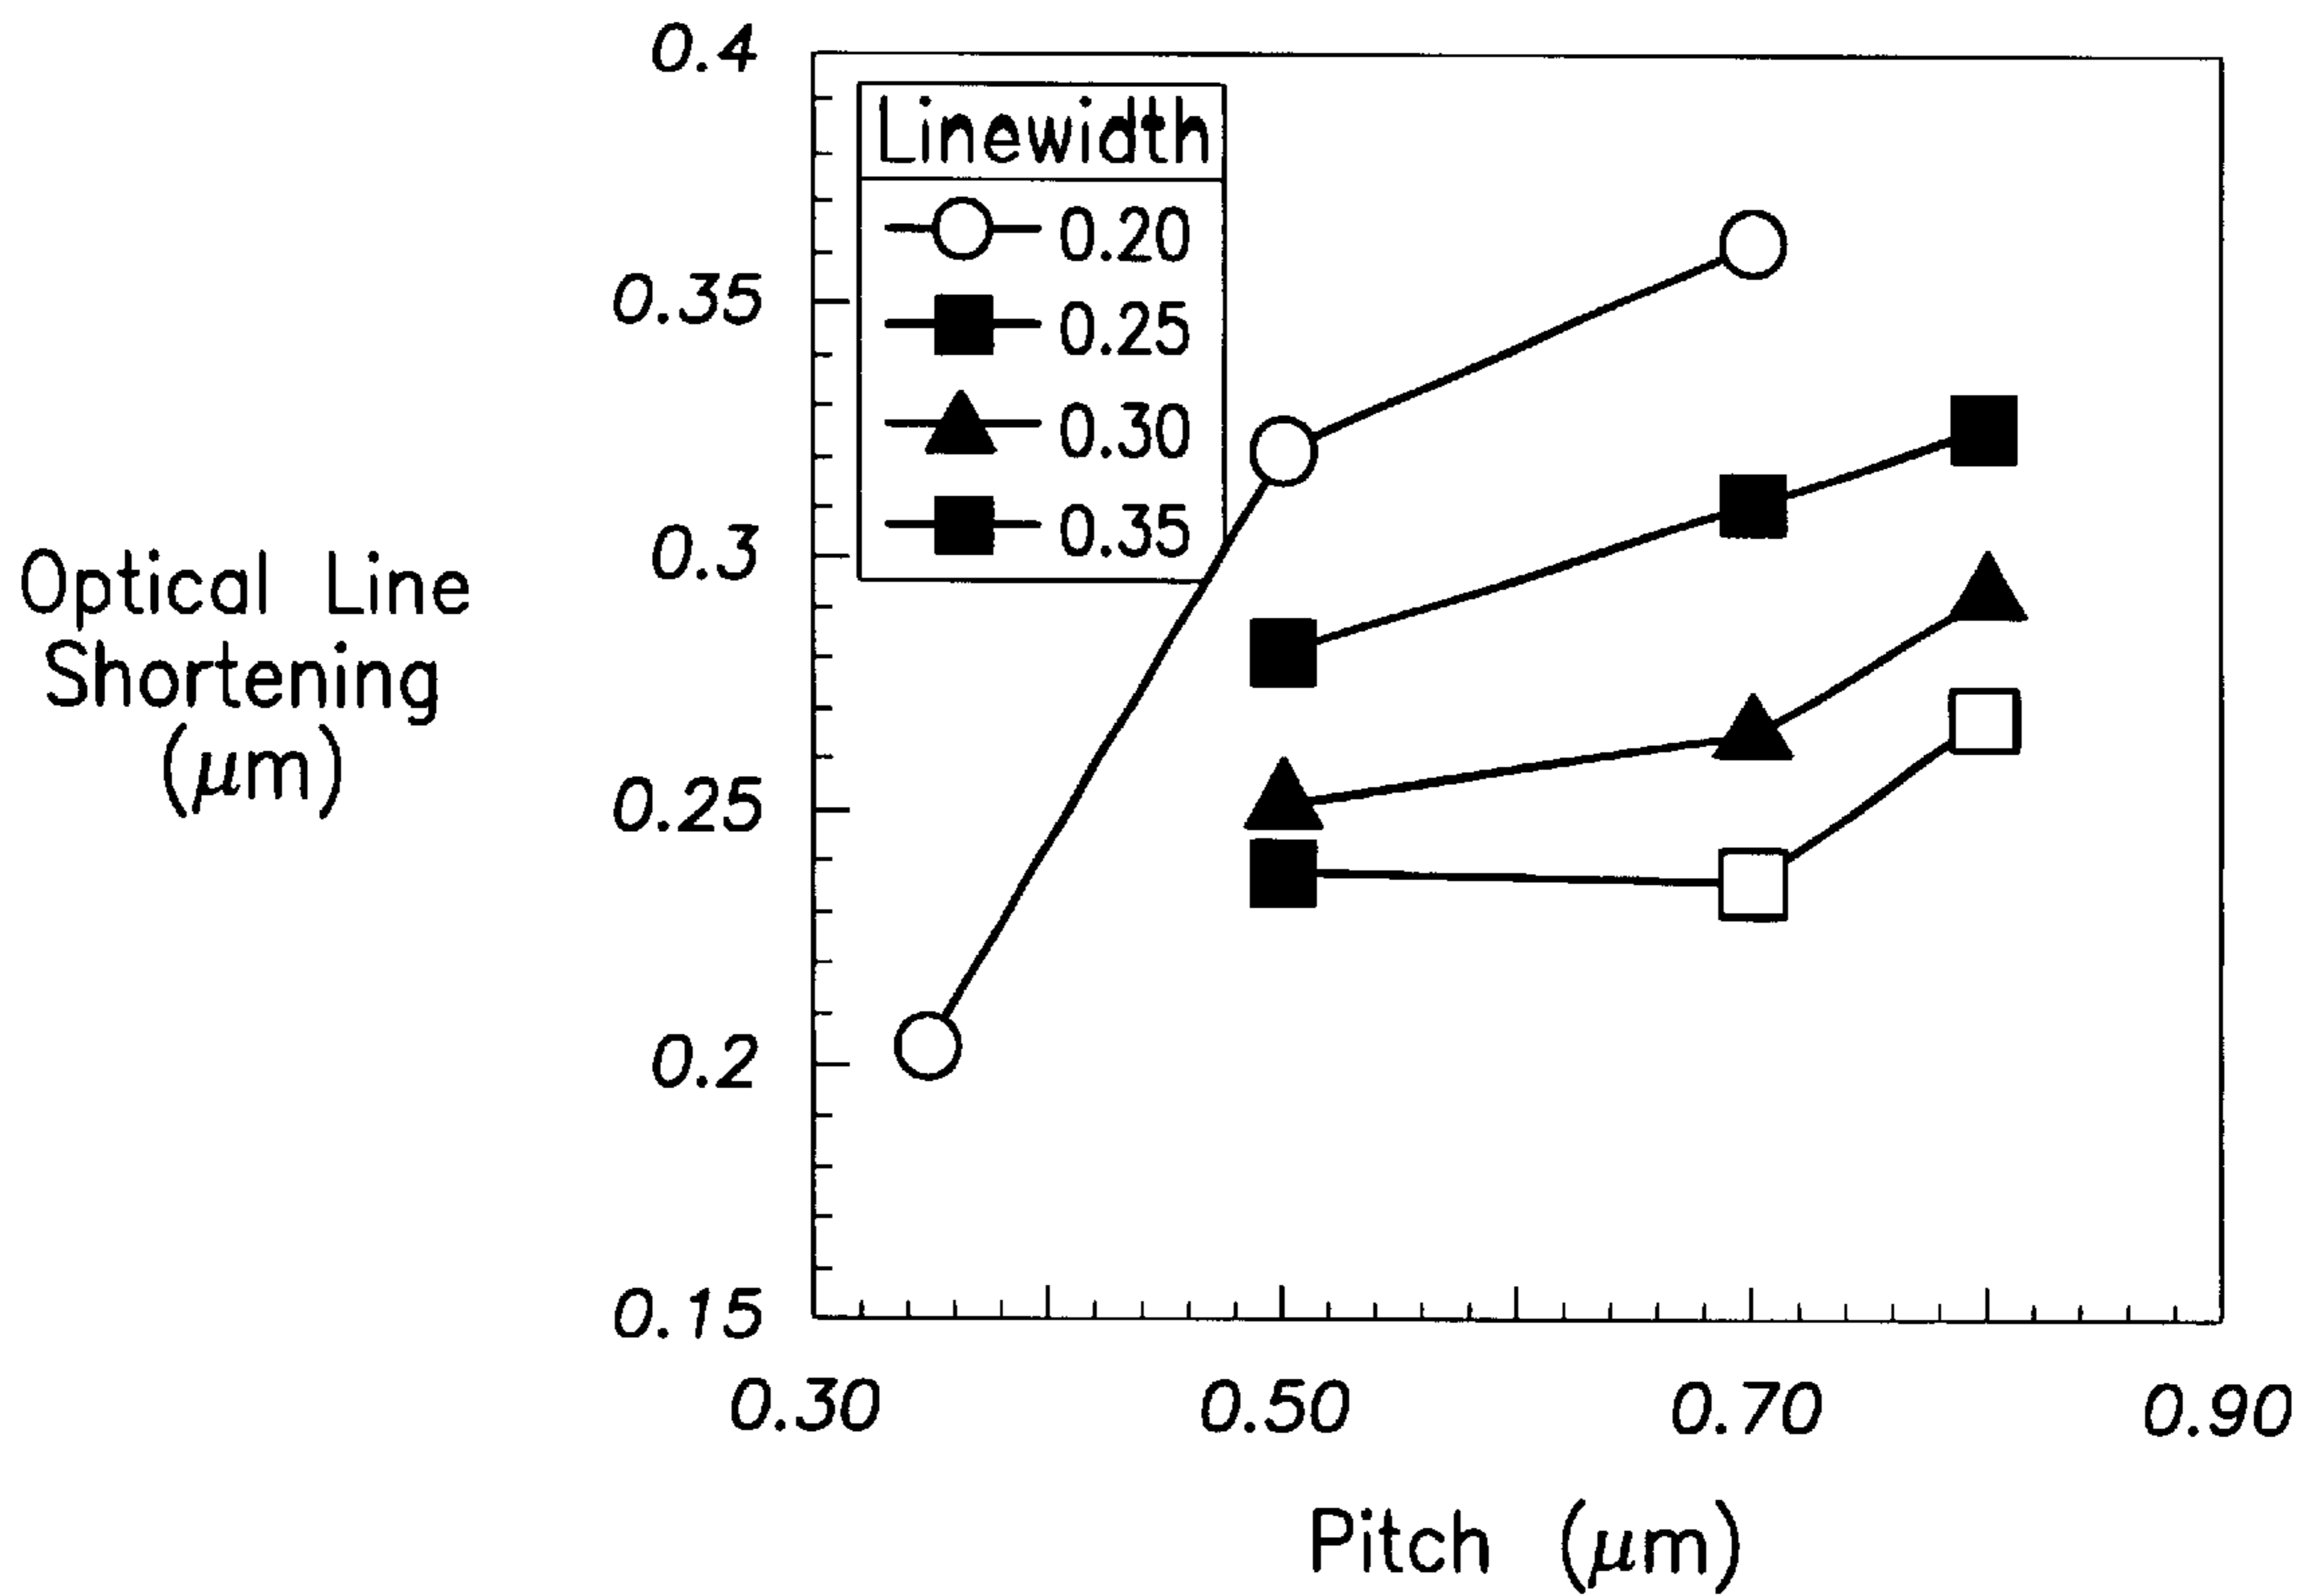 0.4
Linewidth
0.20
0.35
0.25
0.30
0.3
0.35
Optical Line
Shortening
(μm)
0.25
0.2
0.15
0.30 0.50 0.70 0.90
Pitch (μm)